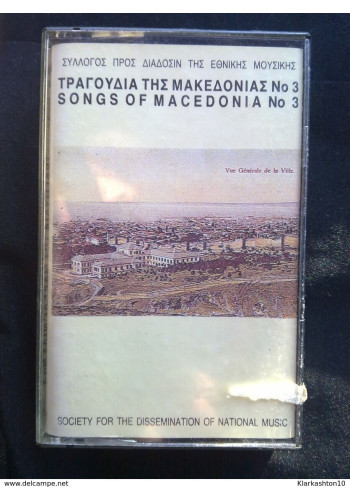 ΣΥΛΛΟΓΟΣ ΠΡΟΣ ΔΙΑΔΟΣΙΝ ΤΗΣ ΕΘΝΙΚΗΣ ΜΟΥΣΙΚΗΣ
ΤΡΑΓΟΥΔΙΑ ΤΗΣ ΜΑΚΕΔΟΝΙΑΣ Νο 3
SONGS OF MACEDONIA No 3
Vue Générale de la Ville.
SOCIETY FOR THE DISSEMINATION OF NATIONAL MUSIC
delcampe.net
Klarkashton10